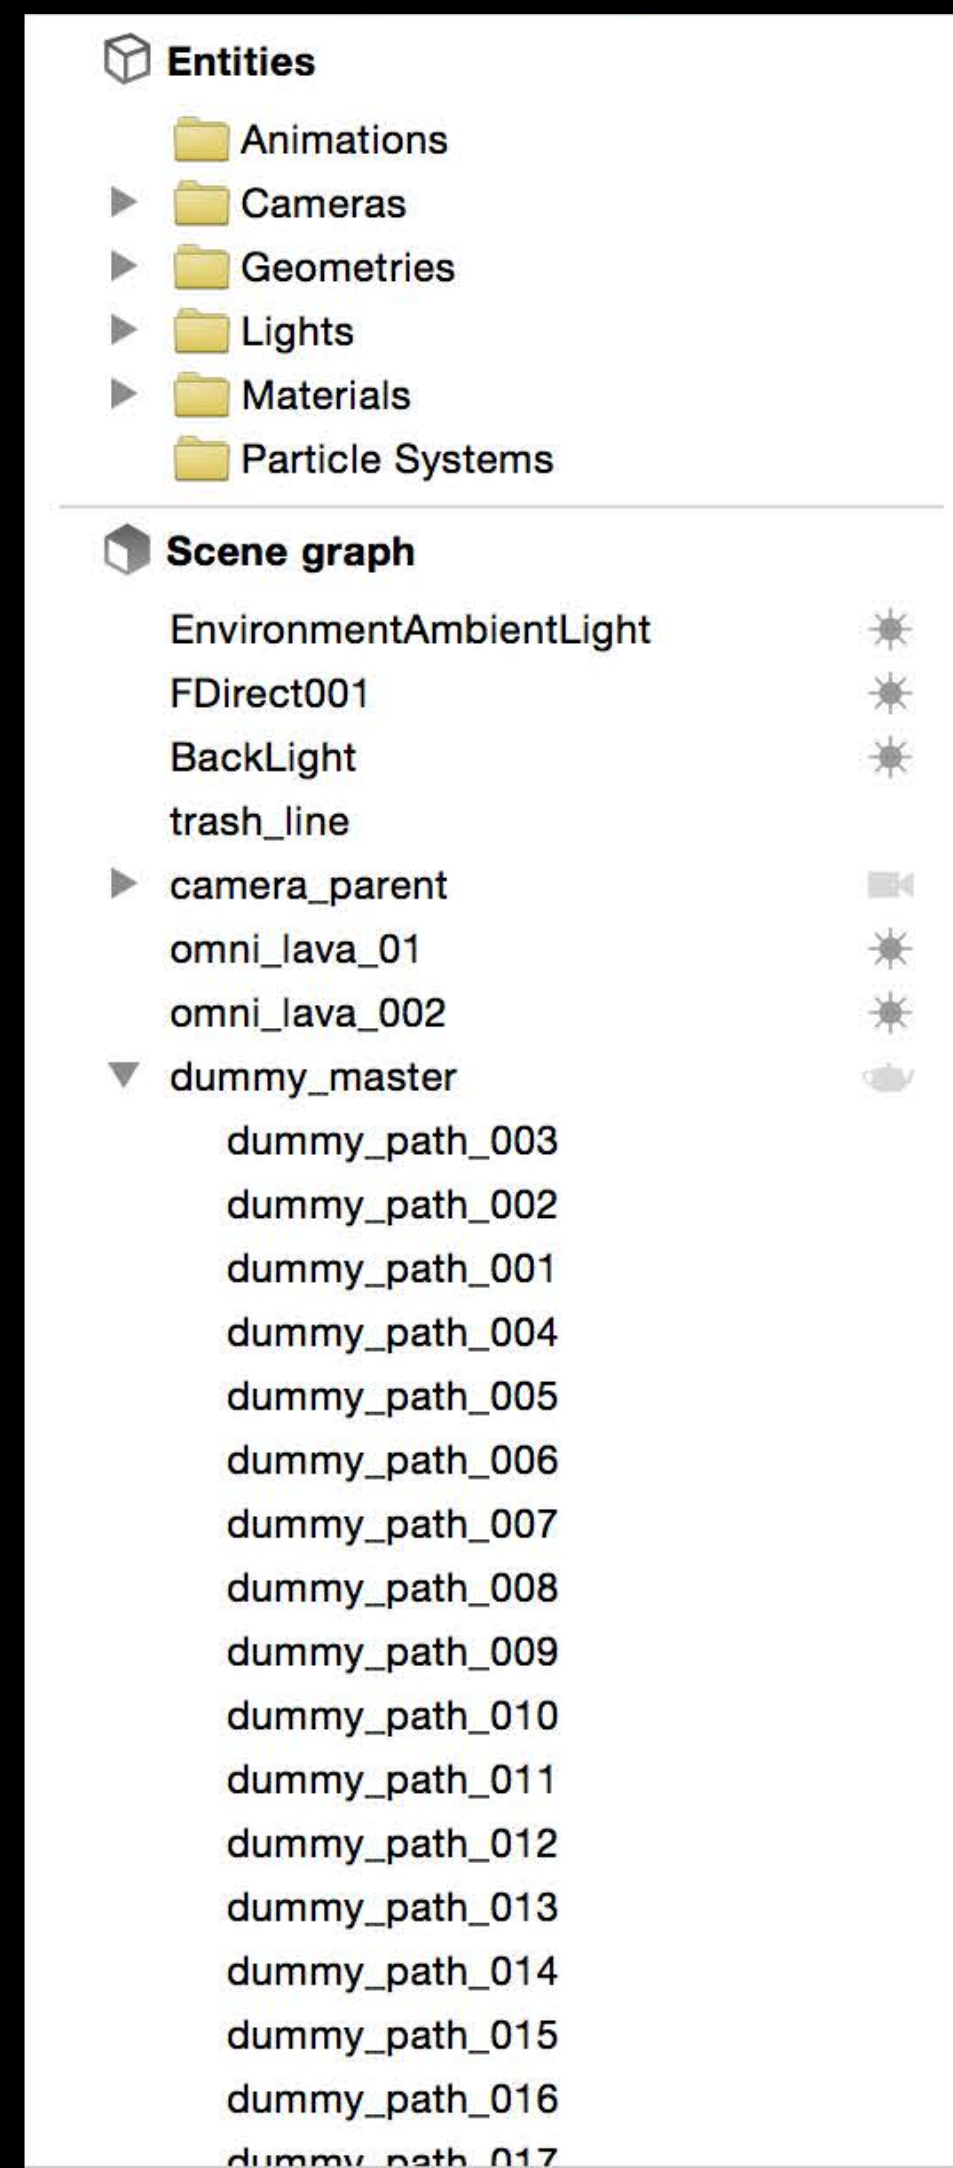 Entities
Animations
Cameras
Geometries
Lights
Materials
Particle Systems
Scene graph
EnvironmentAmbientLight
FDirect001
BackLight
trash_line
camera_parent
omni_lava_01
omni_lava_002
dummy_master
dummy_path_003
dummy_path_002
dummy_path_001
dummy_path_004
dummy_path_005
dummy_path_006
dummy_path_007
dummy_path_008
dummy_path_009
dummy_path_010
dummy_path_011
dummy_path_012
dummy_path_013
dummy_path_014
dummy_path_015
dummy_path_016
dummy_path_017